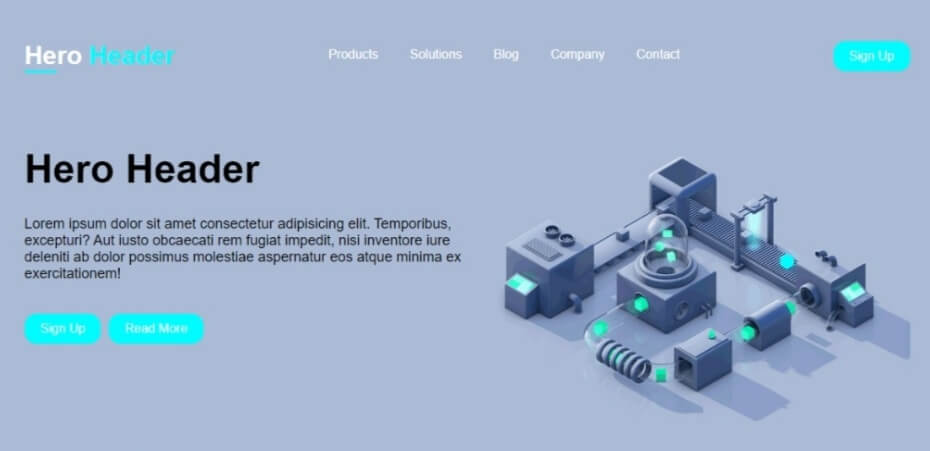 Hero Header
Products
Solutions
Blog
Company
Contact
Sign Up
Hero Header
Lorem ipsum dolor sit amet consectetur adipisicing elit. Temporibus,
excepturi? Aut iusto obcaecati rem fugiat impedit, nisi inventore iure
deleniti ab dolor possimus molestiae aspernatur eos atque minima ex
exercitationem!
Sign Up
Read More